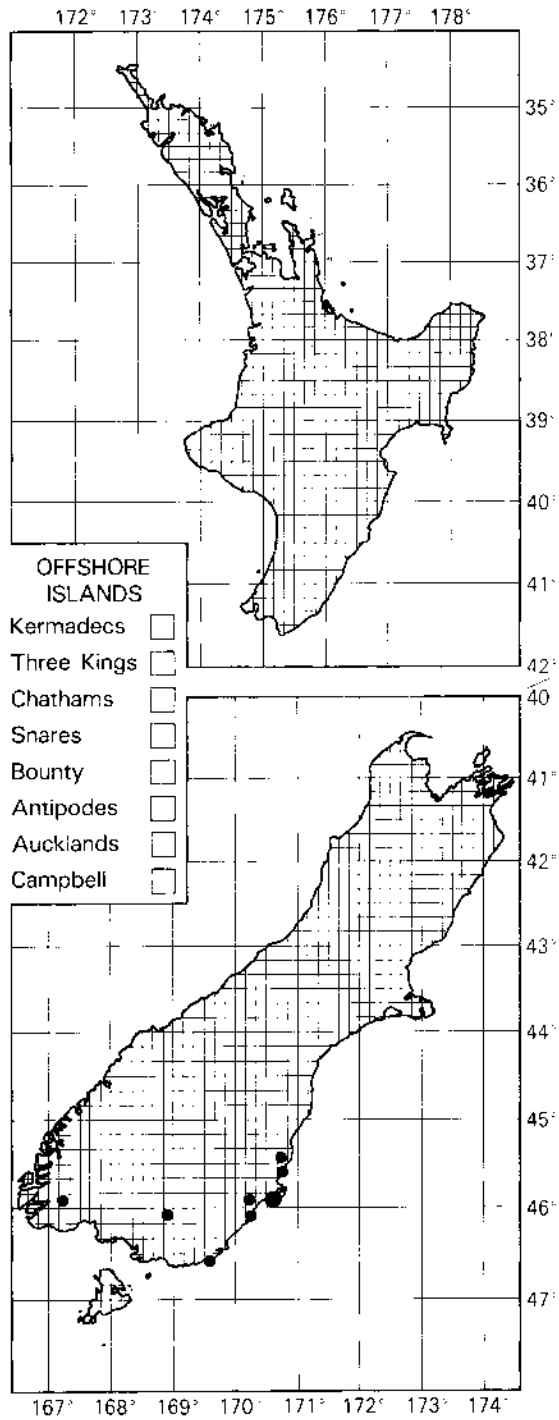 172° 173° 174° 175° 176° 177° 178°
35°
36°
37°
38°
39°
40°
41°
42°
OFFSHORE
ISLANDS
Kermadecs
Three Kings
Chathams
Snares
Bounty
Antipodes
Aucklands
Campbell
40
41°
42°
43°
44°
45°
46°
47°
167° 168° 169° 170° 171° 172° 173° 174°